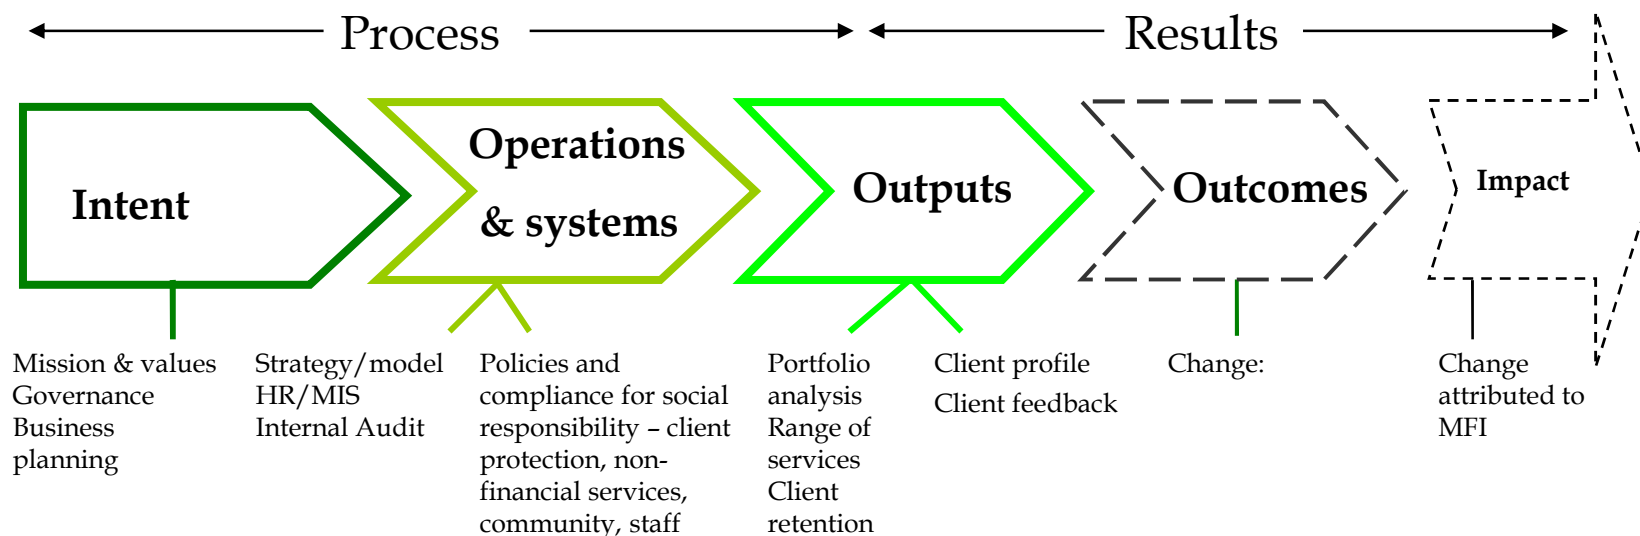 Process
Results
Intent
Operations
& systems
Outputs
Outcomes
Impact
Mission & values
Governance
Business
planning
Strategy/model
HR/MIS
Internal Audit
Policies and
compliance for social
responsibility – client
protection, non-
financial services,
community, staff
Portfolio
analysis
Range of
services
Client
retention
Client profile
Client feedback
Change:
Change
attributed to
MFI